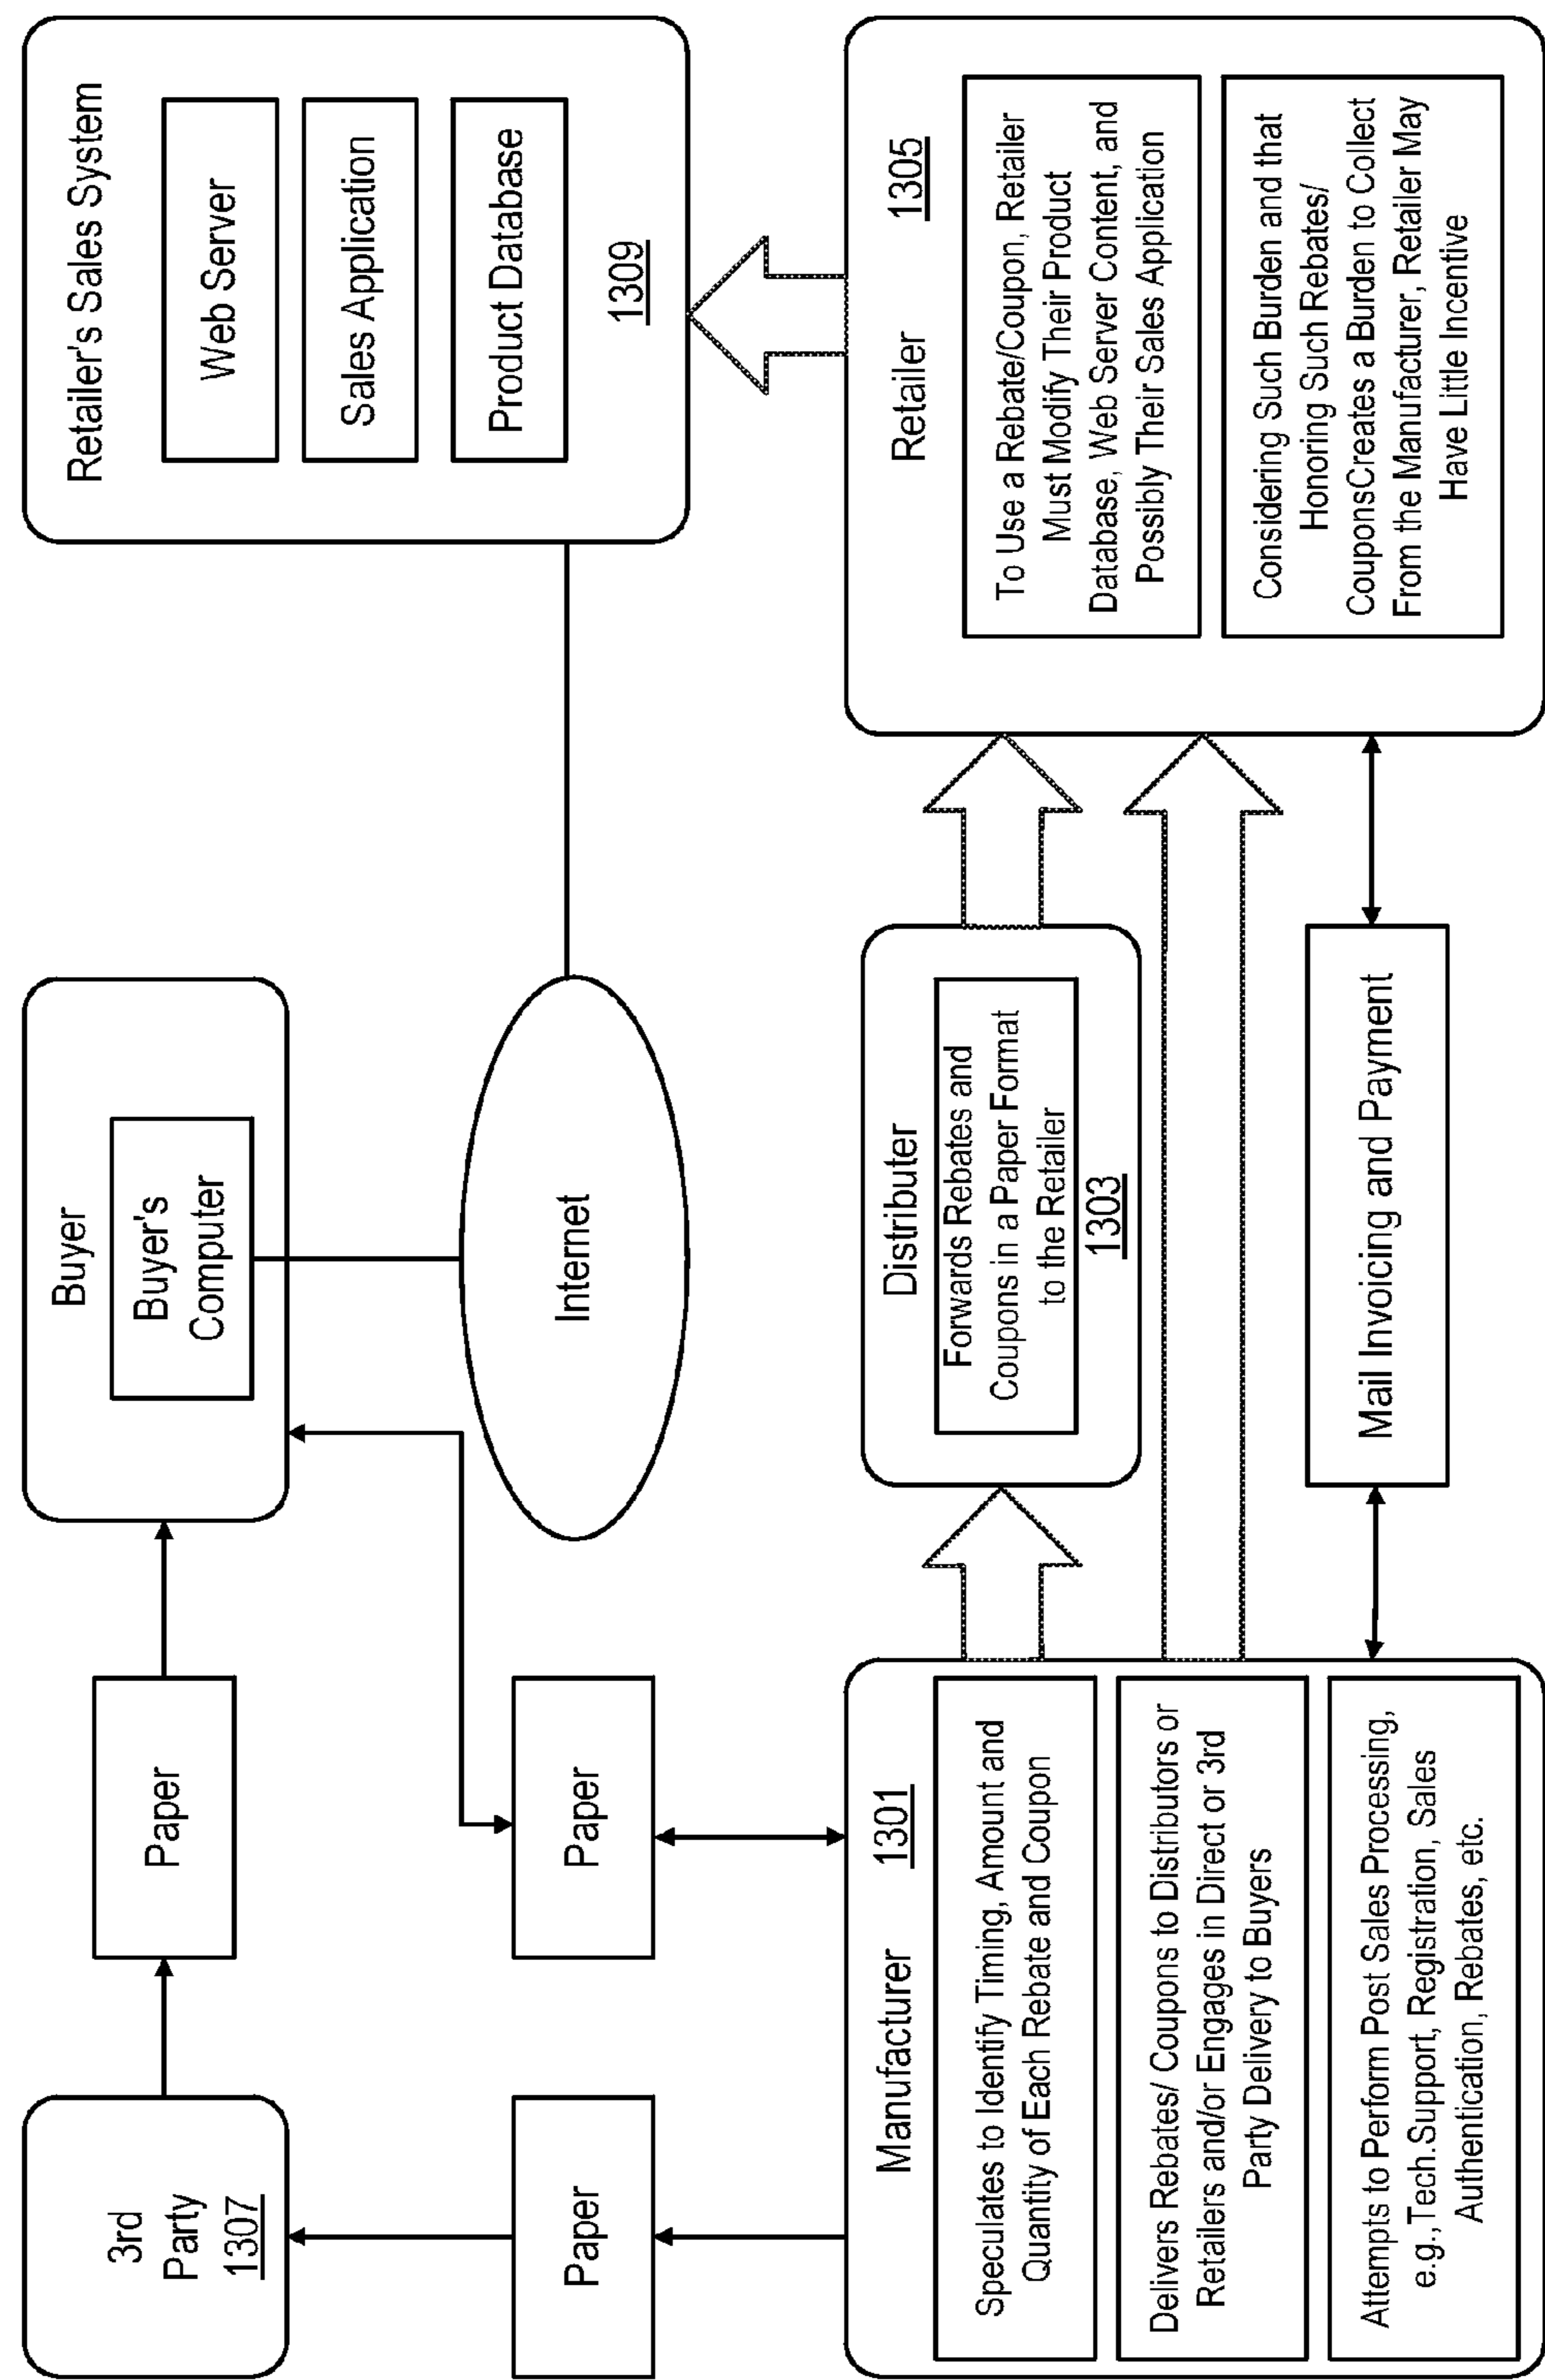 3rd
Party
1307
Paper
Buyer
Buyer's
Computer
Retailer's Sales System
Web Server
Sales Application
Product Database
1309
Paper
Paper
Internet
Manufacturer
1301
Speculates to Identify Timing, Amount and
Quantity of Each Rebate and Coupon
Delivers Rebates/ Coupons to Distributors or
Retailers and/or Engages in Direct or 3rd
Party Delivery to Buyers
Attempts to Perform Post Sales Processing,
e.g.,Tech.Support, Registration, Sales
Authentication, Rebates, etc.
Distributer
Forwards Rebates and
Coupons in a Paper Format
to the Retailer
1303
Mail Invoicing and Payment
Retailer
1305
To Use a Rebate/Coupon, Retailer
Must Modify Their Product
Database, Web Server Content, and
Possibly Their Sales Application
Considering Such Burden and that
Honoring Such Rebates/
CouponsCreates a Burden to Collect
From the Manufacturer, Retailer May
Have Little Incentive